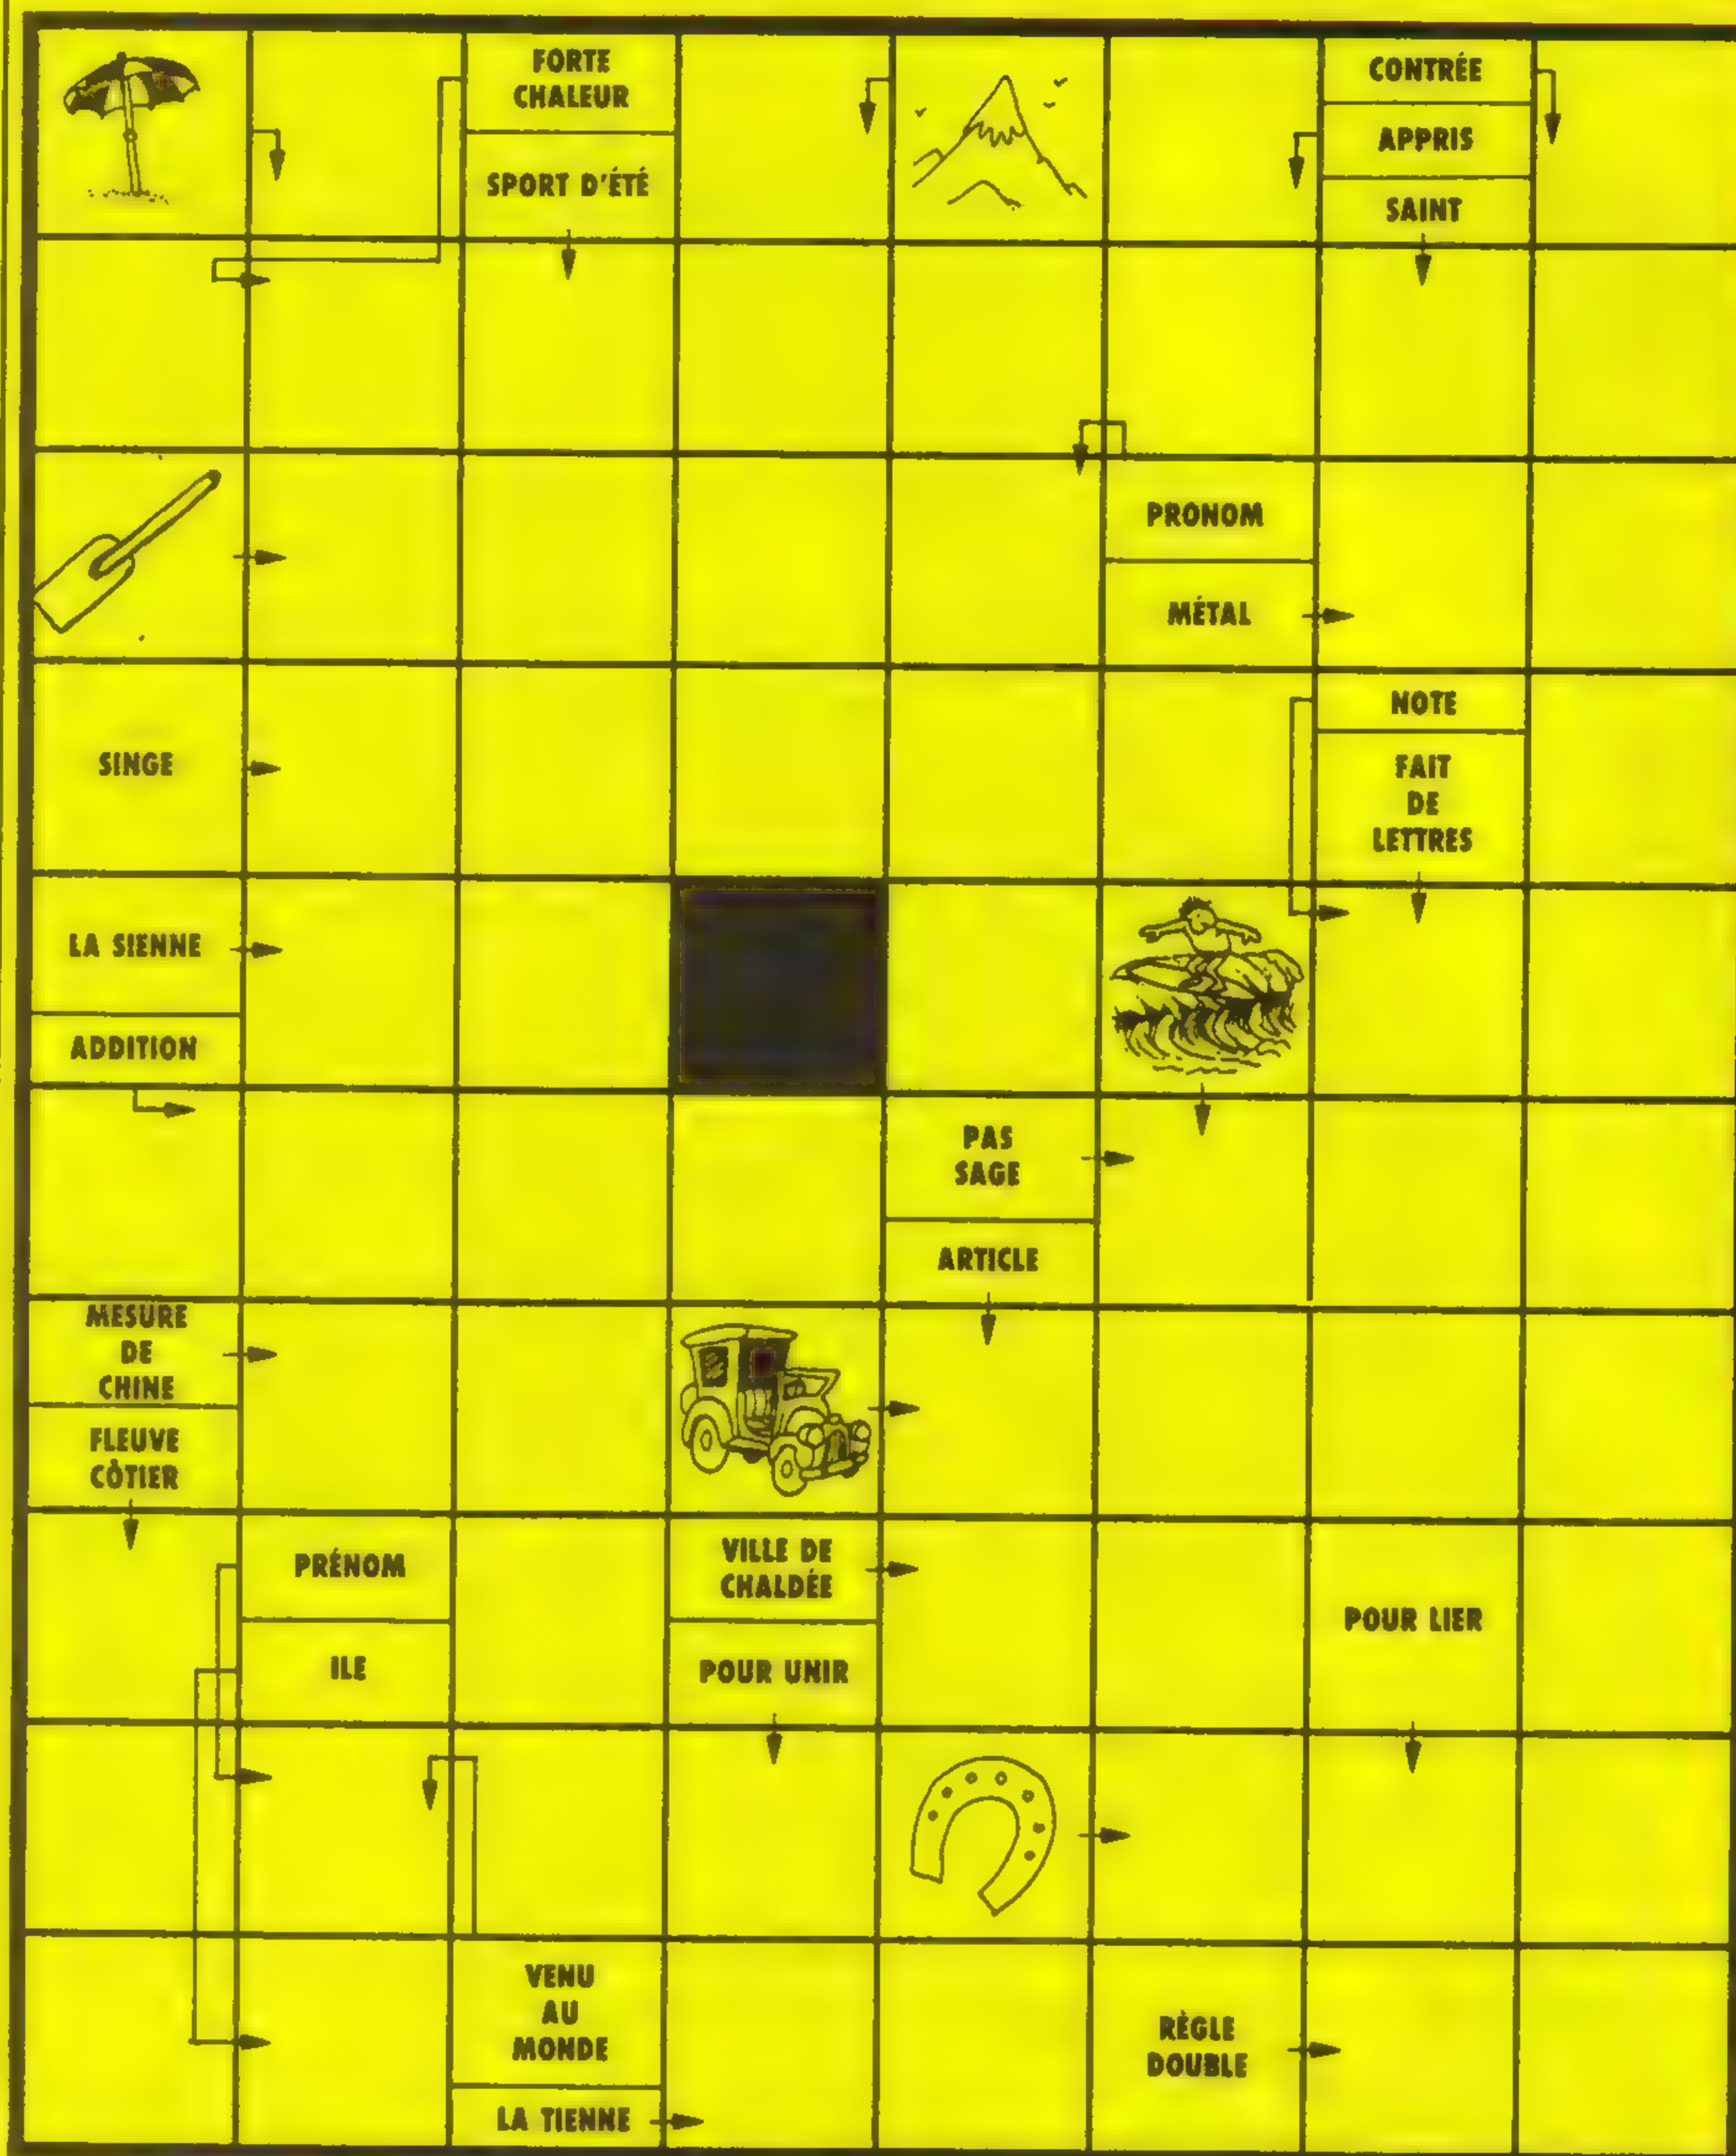 FORTE
CHALEUR
SPORT D'ÉTÉ
CONTRÉE
APPRIS
SAINT
PRONOM
MÉTAL
SINGE
NOTE
FAIT
DE
LETTRES
LA SIENNE
ADDITION
PAS
SAGE
ARTICLE
MESURE
DE
CHINE
FLEUVE
CÔTIER
PRÉNOM
ILE
VILLE DE
CHALDÉE
POUR UNIR
POUR LIER
VENU
AU
MONDE
LA TIENNE
RÈGLE
DOUBLE